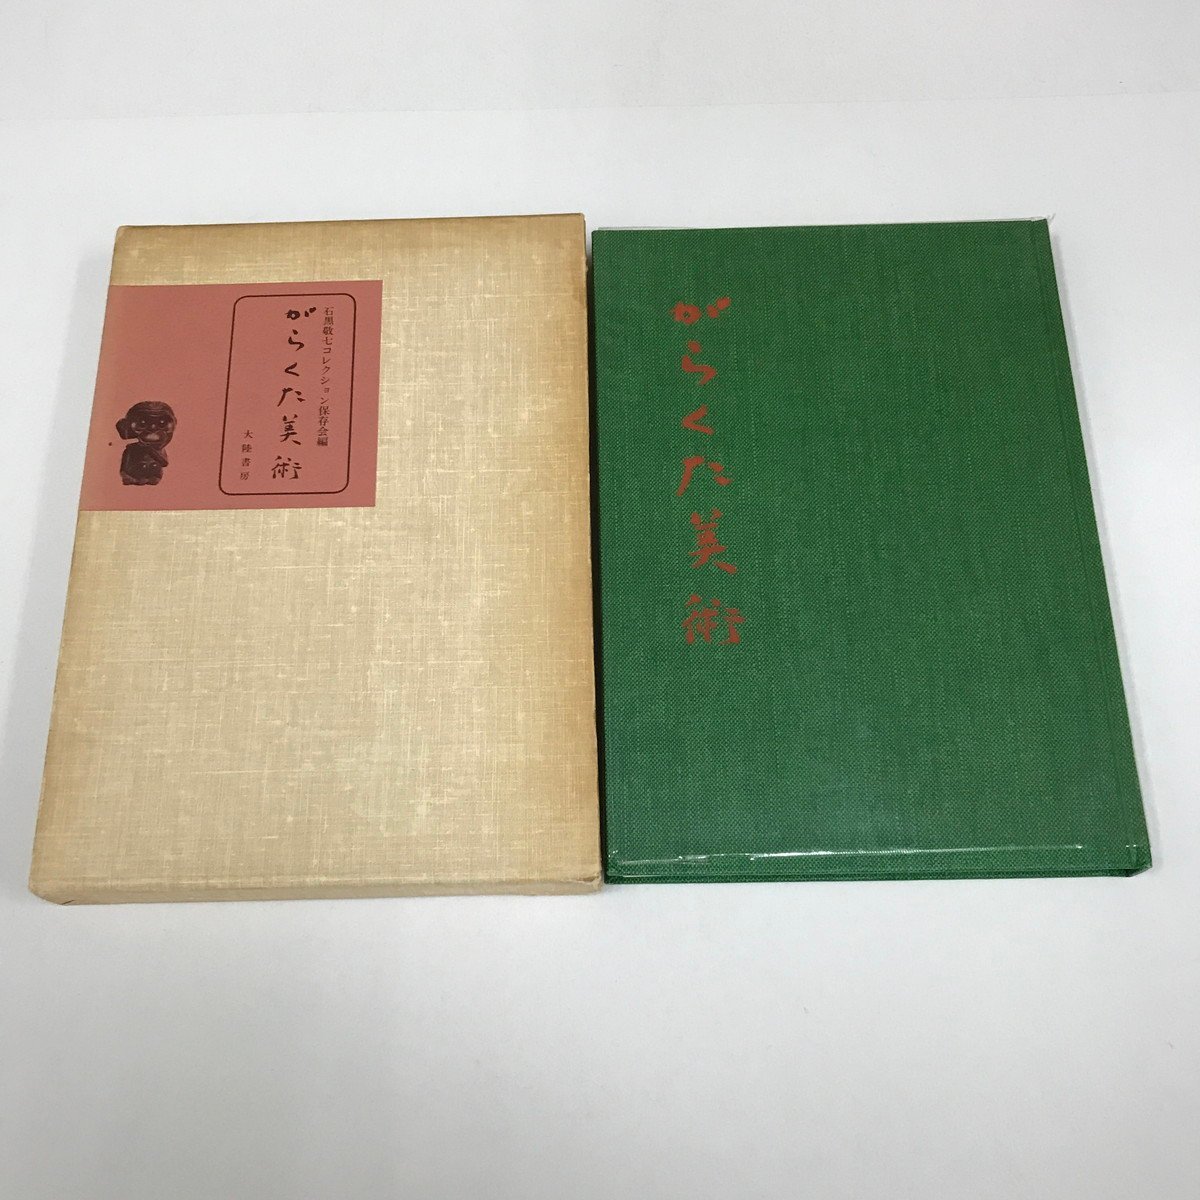 石黒敬七コレクション保存会編
がらくた美術
大陸書房
がらくた美術